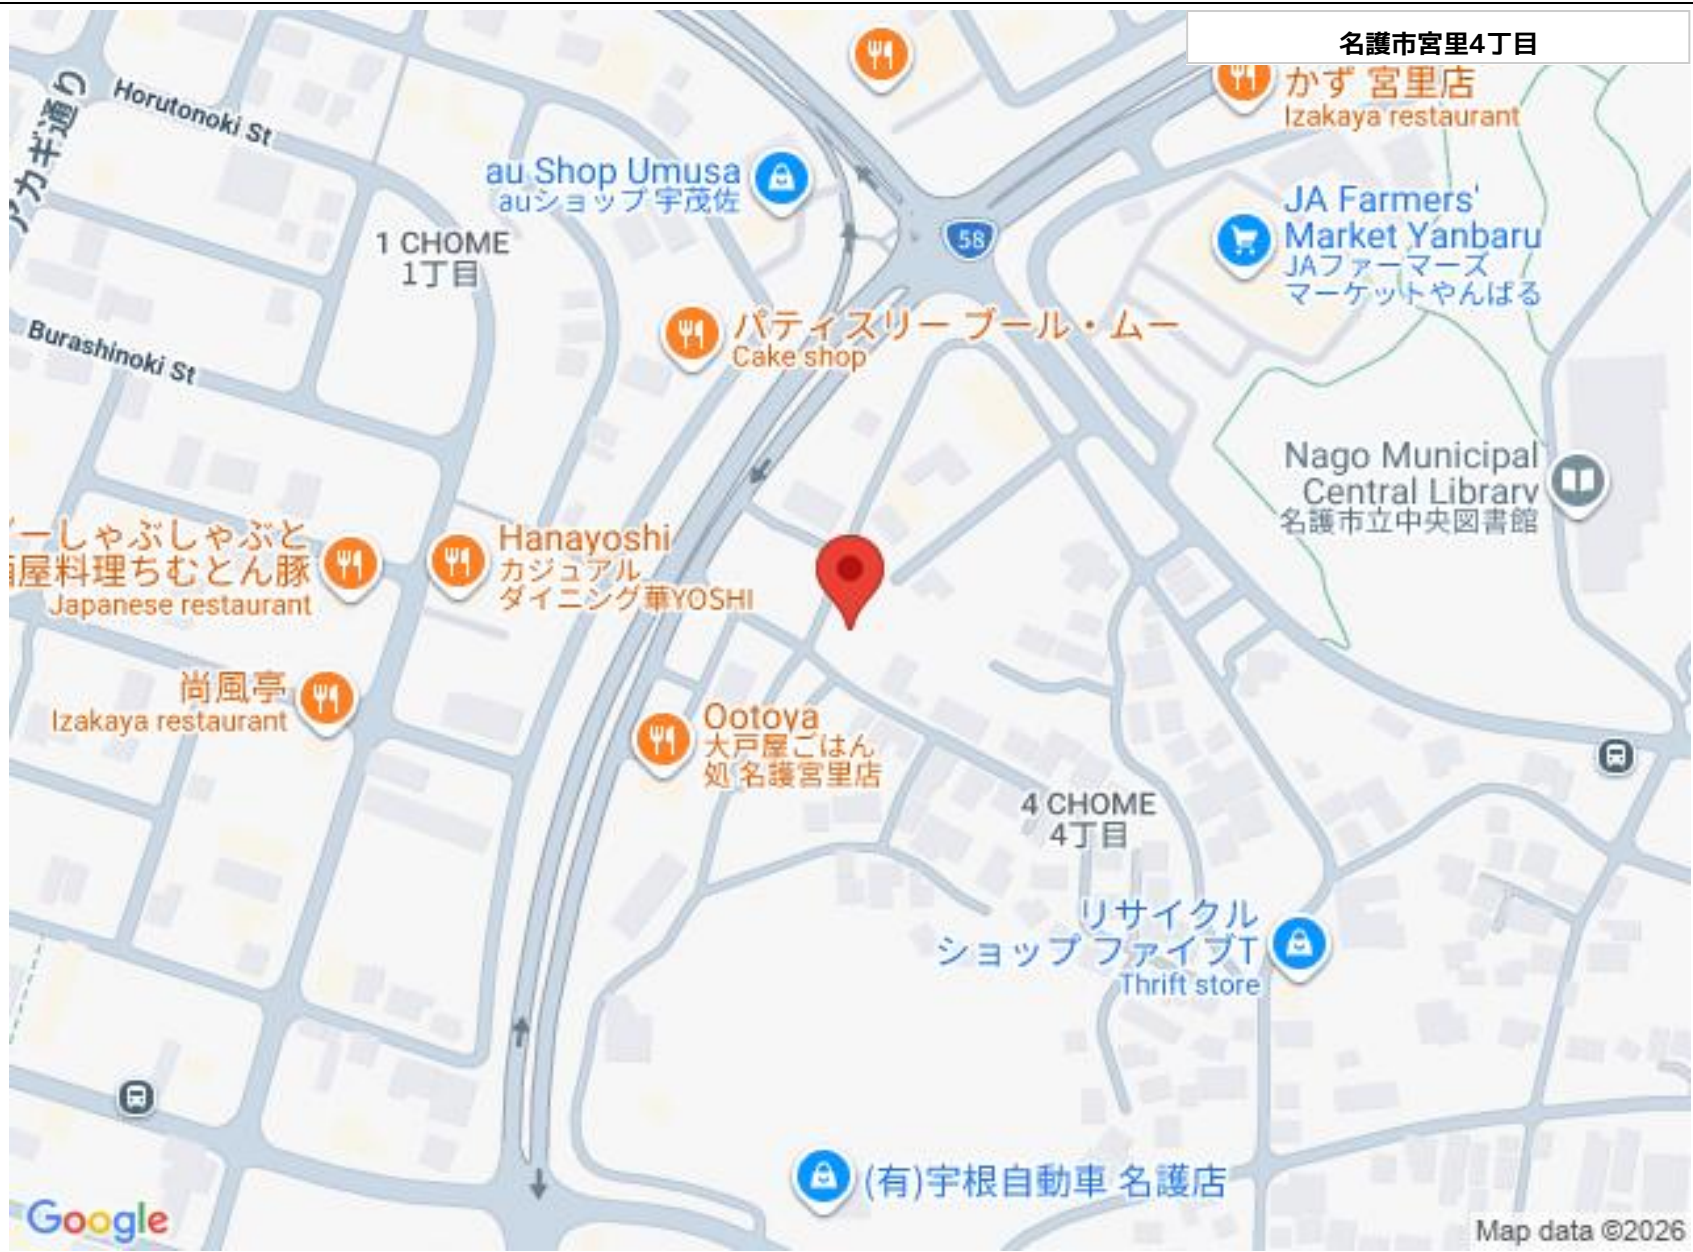 名護市宮里4丁目
かず 宮里店
Izakaya restaurant
Horutonoki St
アカギ通り
au Shop Umusa
auショップ 宇茂佐
58
JA Farmers'
Market Yanbaru
JAファーマーズ
マーケットやんばる
1 CHOME
1丁目
パティスリー ブール・ムー
Cake shop
Burashinoki St
Nago Municipal
Central Library
名護市立中央図書館
ーしゃぶしゃぶと
屋料理ちむとん豚
Japanese restaurant
Hanayoshi
カジュアル
ダイニング華YOSHI
尚風亭
Izakaya restaurant
Ootoya
大戸屋ごはん
処 名護宮里店
4 CHOME
4丁目
リサイクル
ショップ ファイブT
Thrift store
(有)宇根自動車 名護店
Google
Map data ©2026